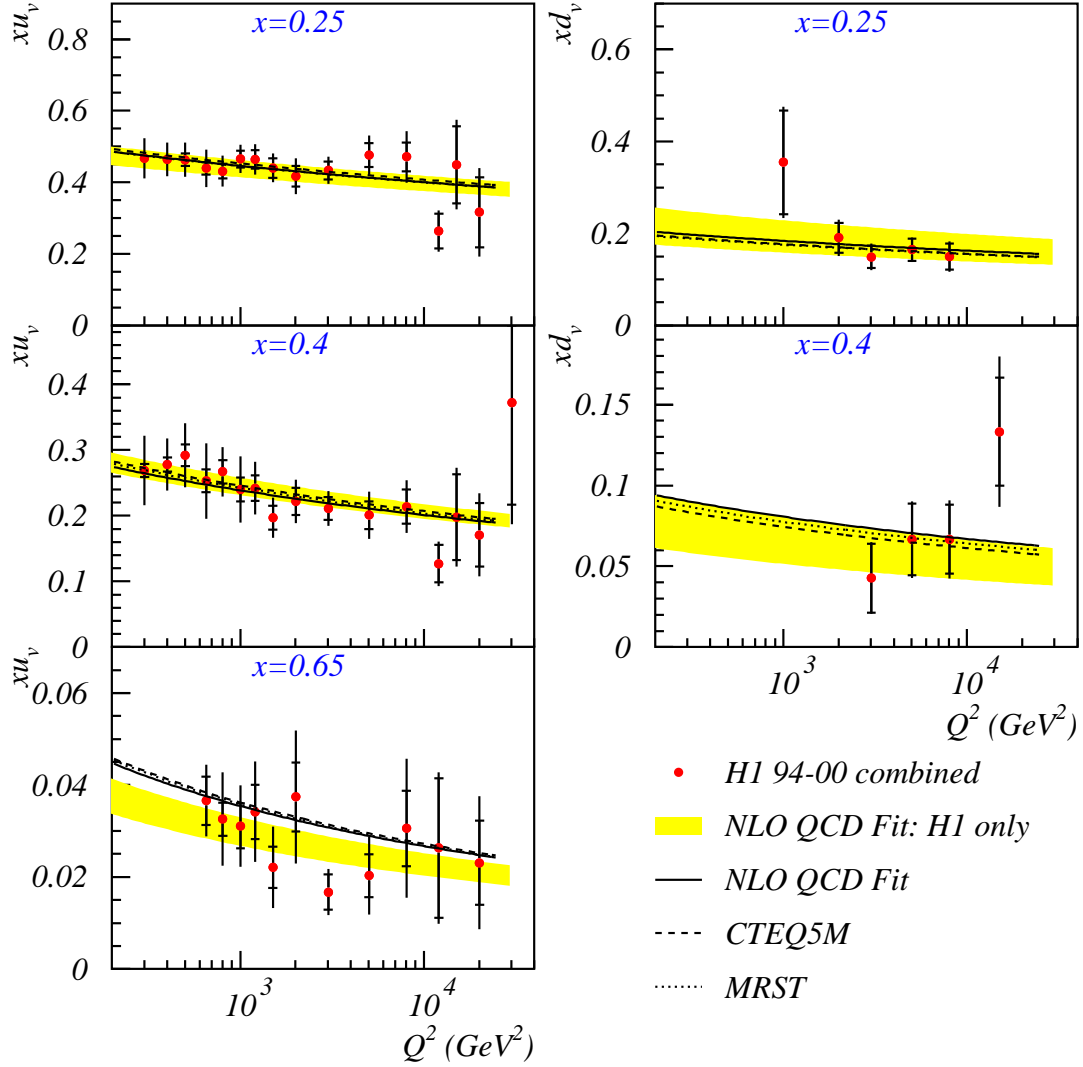 xu_v
x=0.25
0.8
0.6
0.4
0.2
0
xd_v
x=0.25
0.6
0.4
0.2
0
xu_v
x=0.4
0.4
0.3
0.2
0.1
0
xd_v
x=0.4
0.15
0.1
0.05
0
10^3
10^4
Q^2 (GeV^2)
xu_v
x=0.65
0.06
0.04
0.02
0
10^3
10^4
Q^2 (GeV^2)
H1 94-00 combined
NLO QCD Fit: H1 only
NLO QCD Fit
CTEQ5M
MRST